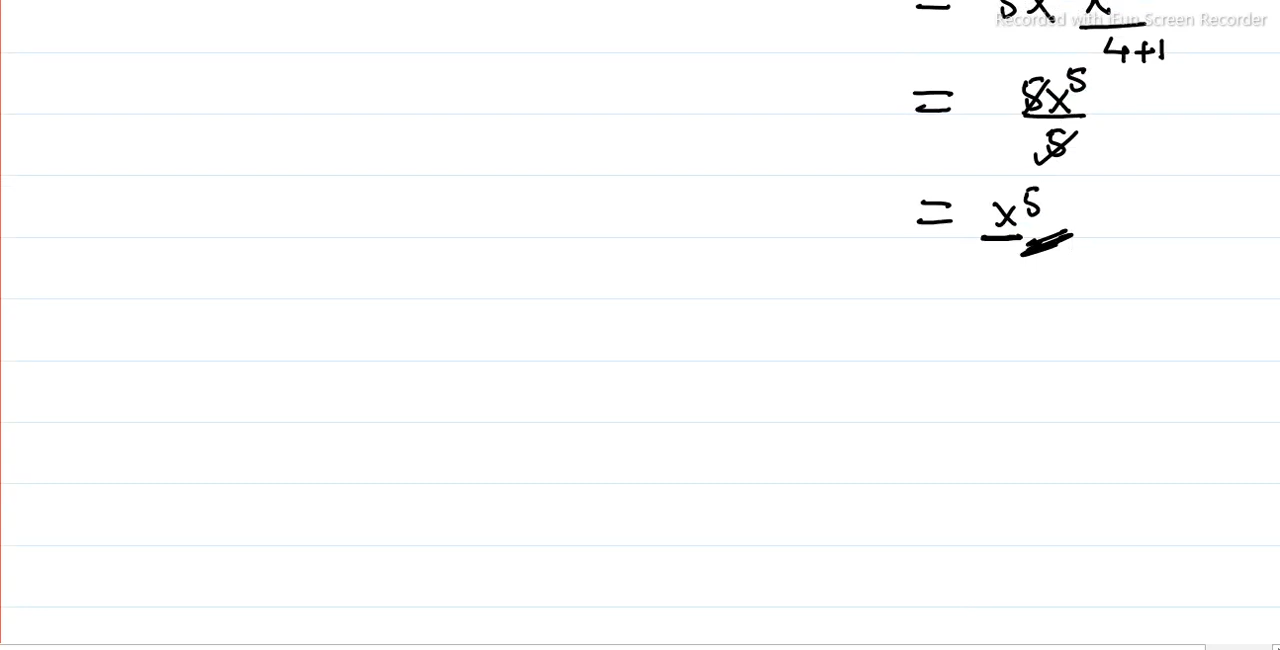 Recorded with iFun Screen Recorder
4+1
= 5x⁵
5
= x⁵